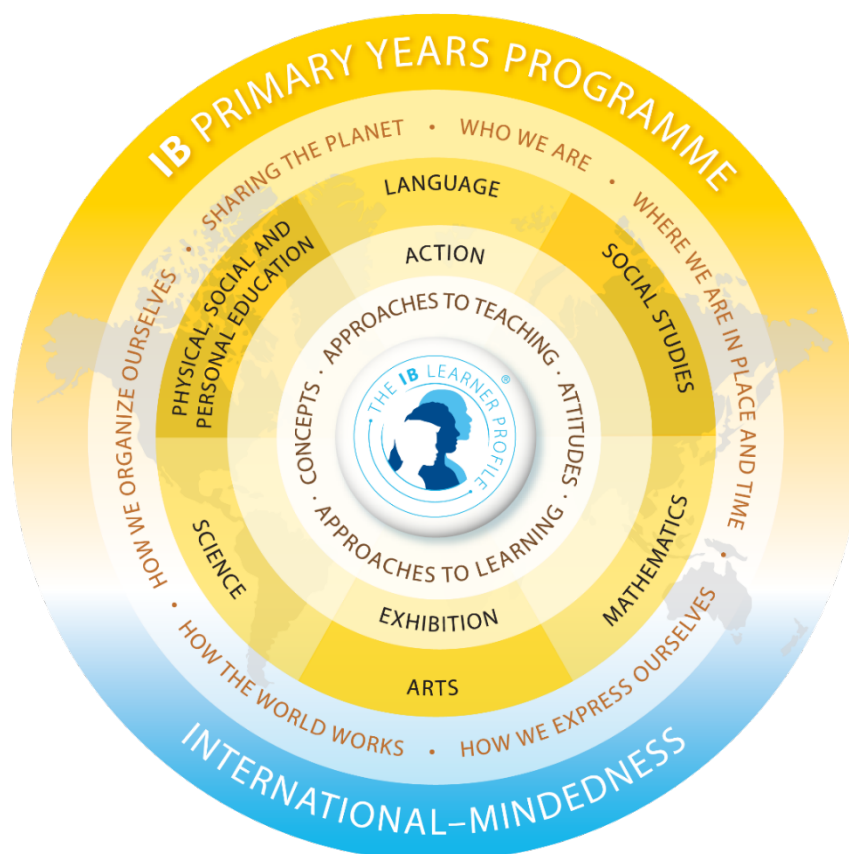 IB PRIMARY YEARS PROGRAMME
SHARING THE PLANET • WHO WE ARE • WHERE WE ARE IN PLACE AND TIME • HOW WE EXPRESS OURSELVES • HOW THE WORLD WORKS • HOW WE ORGANIZE OURSELVES •
LANGUAGE
SOCIAL STUDIES
MATHEMATICS
ARTS
SCIENCE
PHYSICAL, SOCIAL AND
PERSONAL EDUCATION
ACTION
EXHIBITION
APPROACHES TO TEACHING · ATTITUDES · APPROACHES TO LEARNING · CONCEPTS ·
• THE IB LEARNER PROFILE • ®
INTERNATIONAL–MINDEDNESS